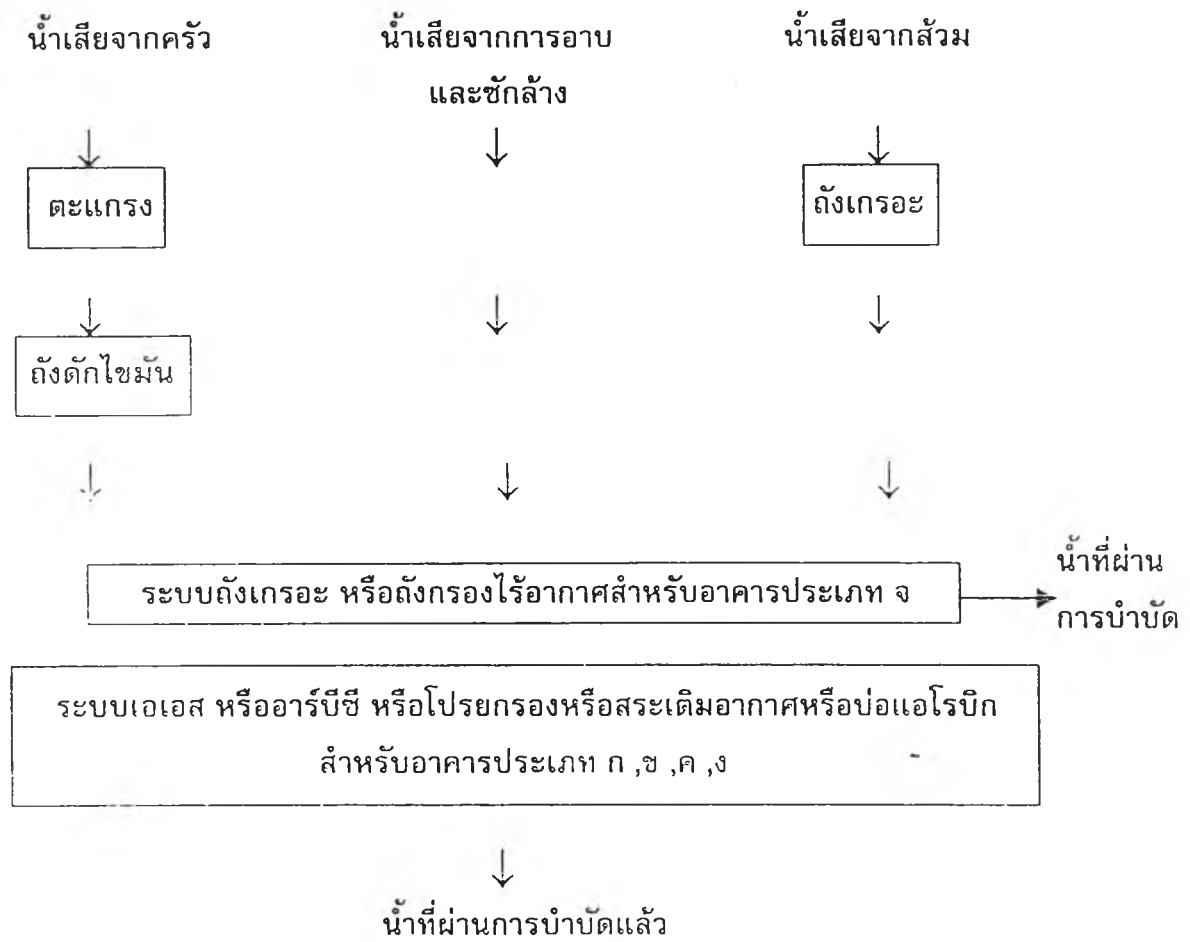 น้ำเสียจากครัว
น้ำเสียจากการอาบ
และซักล้าง
น้ำเสียจากส้วม
ตะแกรง
ถังเกรอะ
ถังดักไขมัน
ระบบถังเกรอะ หรือถังกรองไร้อากาศสำหรับอาคารประเภท จ
น้ำที่ผ่าน
การบำบัด
ระบบเอเอส หรืออาร์บีซี หรือโปรยกรองหรือสระเติมอากาศหรือบ่อแอโรบิก
สำหรับอาคารประเภท ก ,ข ,ค ,ง
น้ำที่ผ่านการบำบัดแล้ว